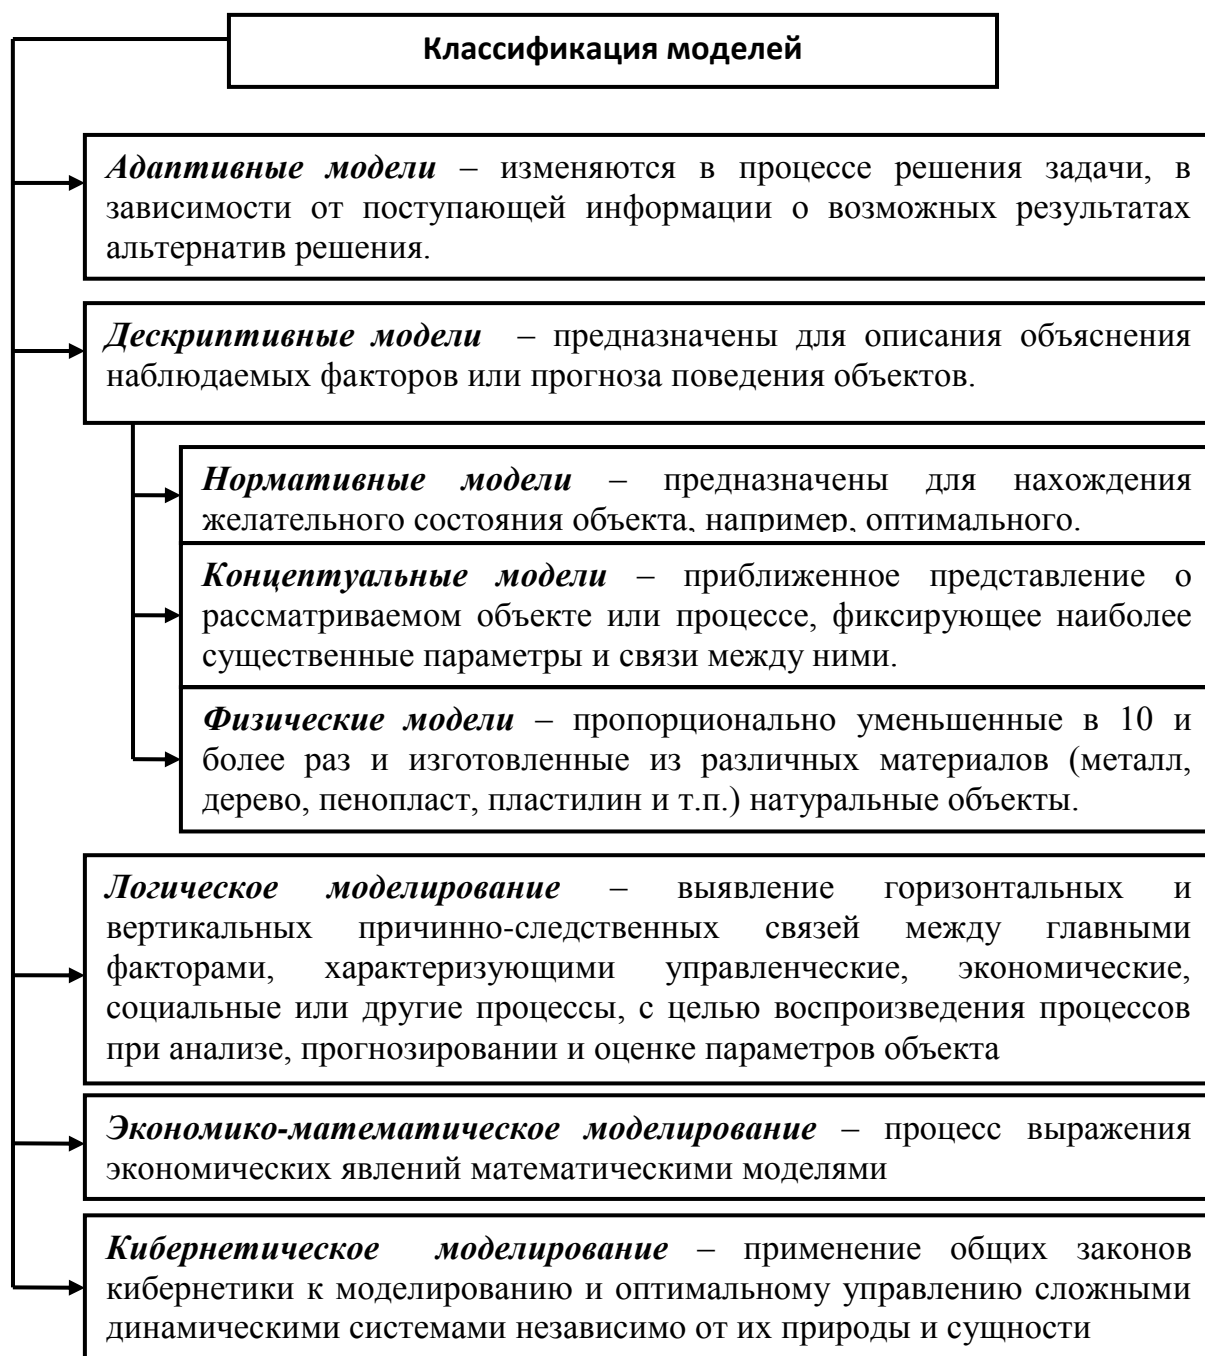 Классификация моделей
Адаптивные модели – изменяются в процессе решения задачи, в
зависимости от поступающей информации о возможных результатах
альтернатив решения.
Дескриптивные модели – предназначены для описания объяснения
наблюдаемых факторов или прогноза поведения объектов.
Нормативные модели – предназначены для нахождения
желательного состояния объекта, например, оптимального.
Концептуальные модели – приближенное представление о
рассматриваемом объекте или процессе, фиксирующее наиболее
существенные параметры и связи между ними.
Физические модели – пропорционально уменьшенные в 10 и
более раз и изготовленные из различных материалов (металл,
дерево, пенопласт, пластилин и т.п.) натуральные объекты.
Логическое моделирование – выявление горизонтальных и
вертикальных причинно-следственных связей между главными
факторами, характеризующими управленческие, экономические,
социальные или другие процессы, с целью воспроизведения процессов
при анализе, прогнозировании и оценке параметров объекта
Экономико-математическое моделирование – процесс выражения
экономических явлений математическими моделями
Кибернетическое моделирование – применение общих законов
кибернетики к моделированию и оптимальному управлению сложными
динамическими системами независимо от их природы и сущности